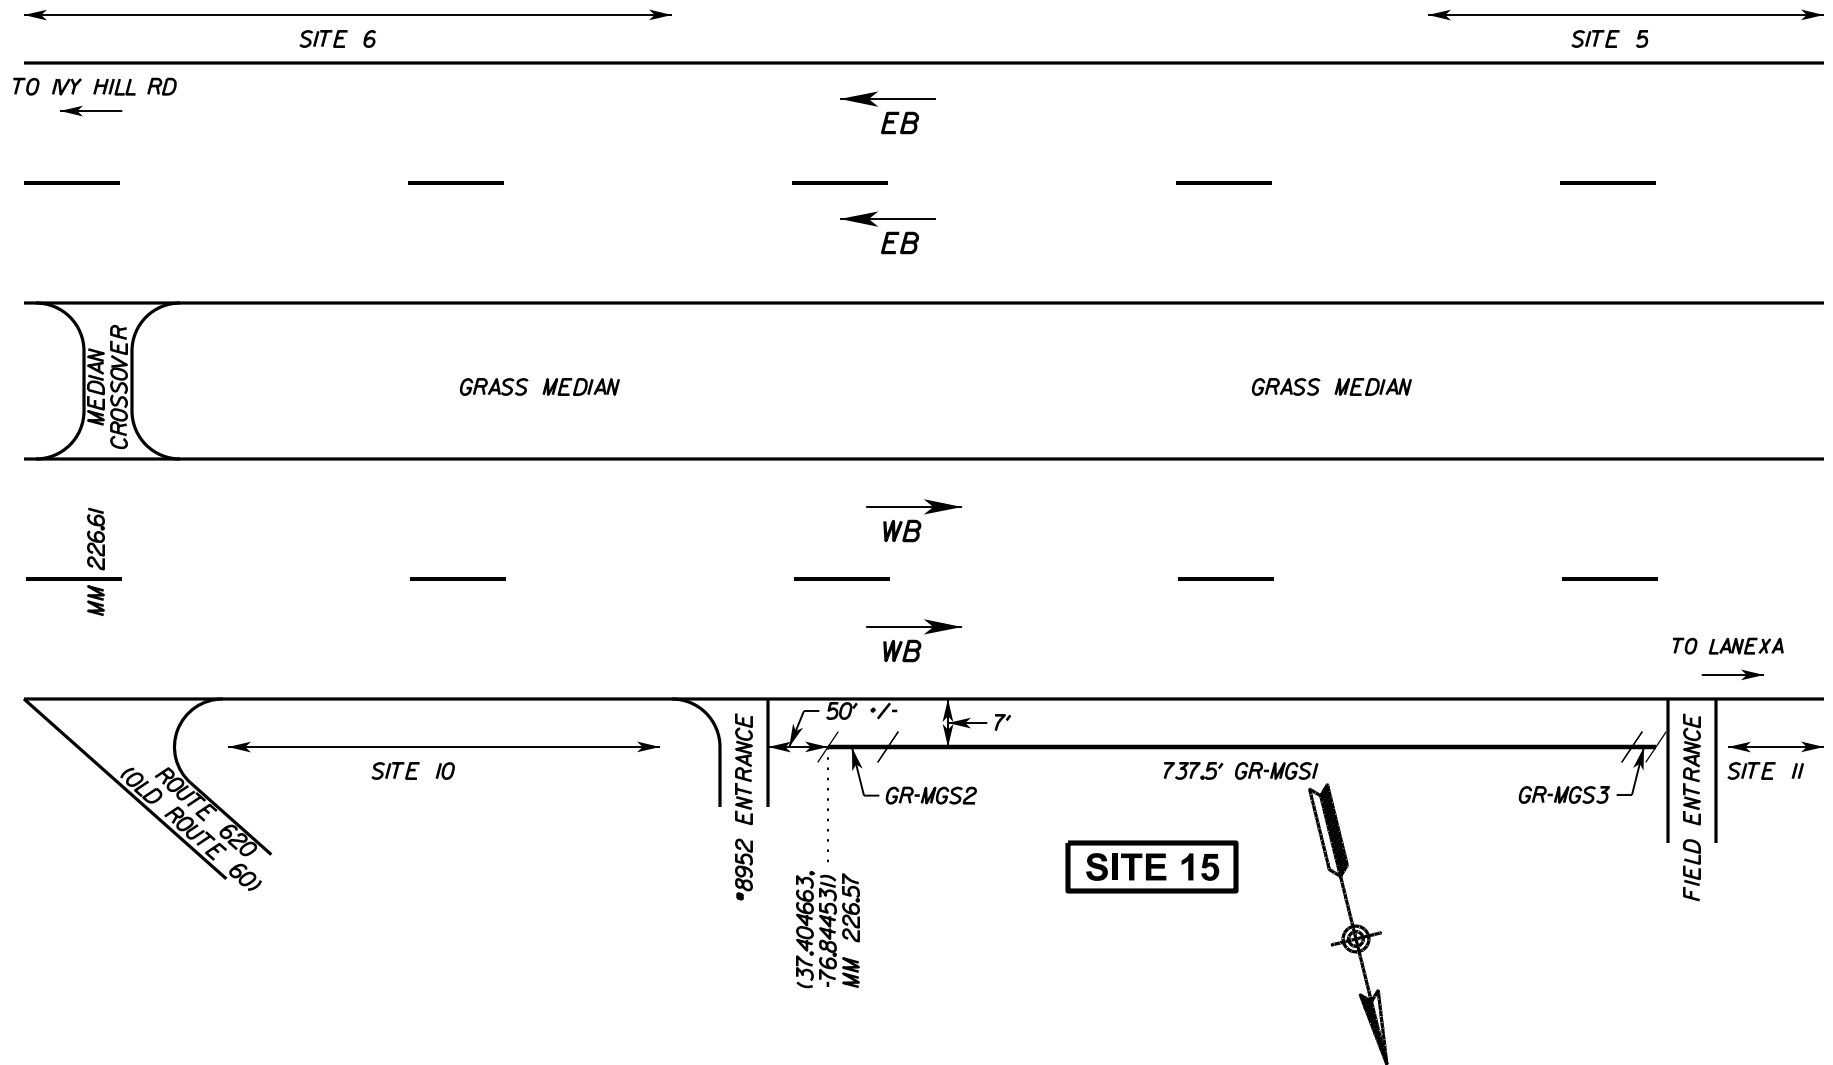 SITE 6
SITE 5
TO IVY HILL RD
EB
EB
MEDIAN
CROSSOVER
GRASS MEDIAN
GRASS MEDIAN
MM 226.61
WB
WB
TO LANEXA
50' +/-
7'
SITE 10
ROUTE 620
(OLD ROUTE 60)
#8952 ENTRANCE
GR-MGS2
737.5' GR-MGS1
GR-MGS3
FIELD ENTRANCE
SITE 11
SITE 15
(37.404663,
-76.844531)
MM 226.57